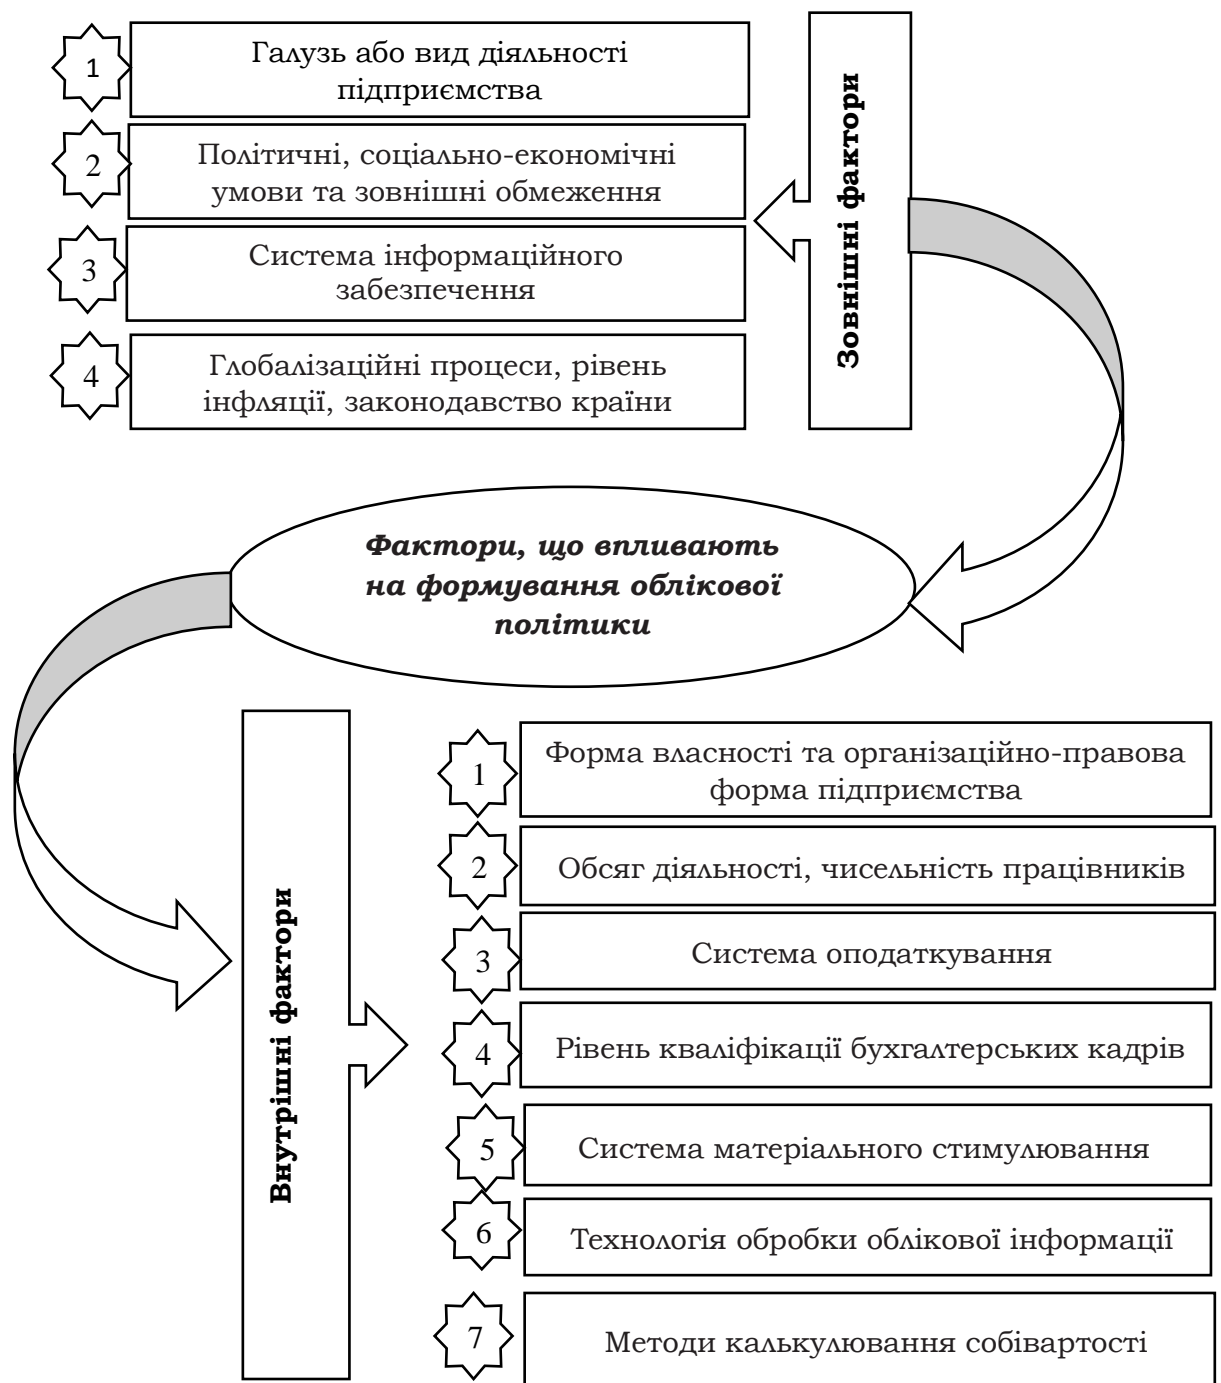 1
Галузь або вид діяльності
підприємства
2
Політичні, соціально-економічні
умови та зовнішні обмеження
3
Система інформаційного
забезпечення
4
Глобалізаційні процеси, рівень
інфляції, законодавство країни
Зовнішні фактори
Фактори, що впливають
на формування облікової
політики
Внутрішні фактори
1
Форма власності та організаційно-правова
форма підприємства
2
Обсяг діяльності, чисельність працівників
3
Система оподаткування
4
Рівень кваліфікації бухгалтерських кадрів
5
Система матеріального стимулювання
6
Технологія обробки облікової інформації
7
Методи калькулювання собівартості